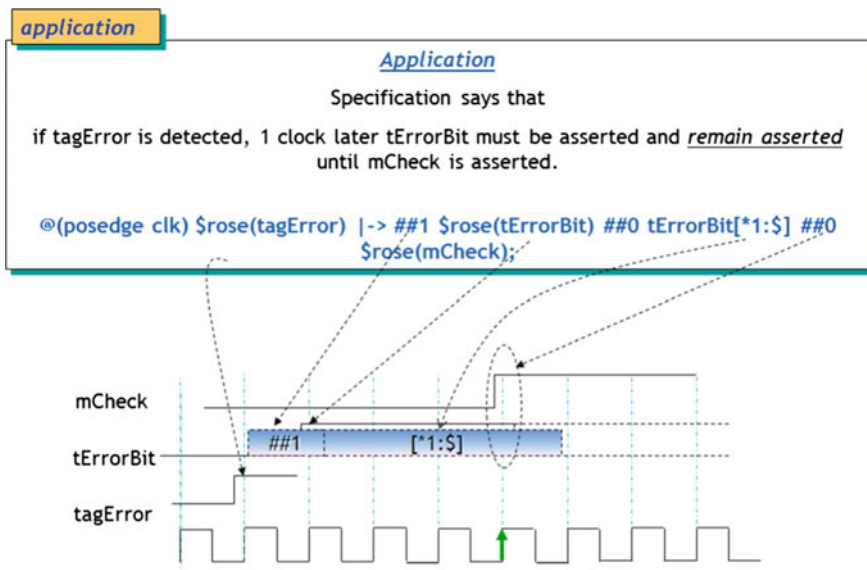 application
Application
Specification says that
if tagError is detected, 1 clock later tErrorBit must be asserted and remain asserted
until mCheck is asserted.
@(posedge clk) $rose(tagError) |-> ##1 $rose(tErrorBit) ##0 tErrorBit[*1:$] ##0
$rose(mCheck);
mCheck
##1
[*1:$]
tErrorBit
tagError